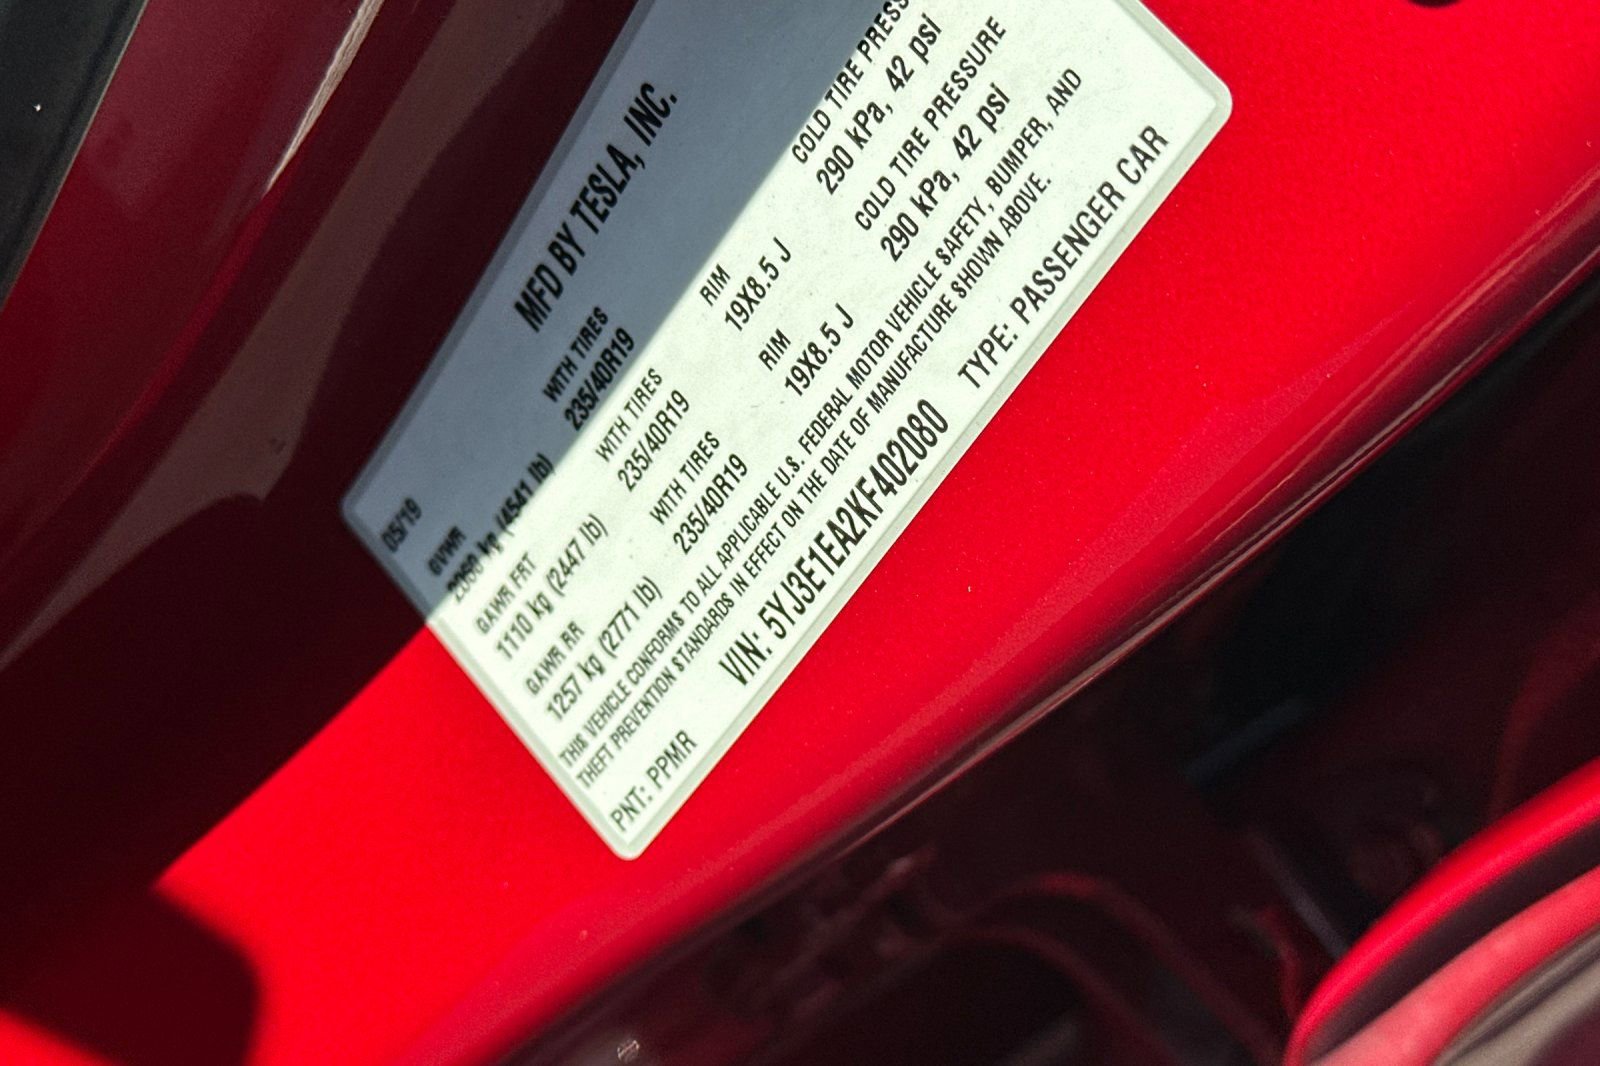 MFD BY TESLA, INC.
05/19
GVWR
2060 kg (4541 lb)
GAWR FRT WITH TIRES RIM COLD TIRE PRESS
1110 kg (2447 lb) 235/40R19 19X8.5 J 290 kPa, 42 psi
GAWR RR WITH TIRES RIM COLD TIRE PRESSURE
1257 kg (2771 lb) 235/40R19 19X8.5 J 290 kPa, 42 psi
WITH TIRES
235/40R19
THIS VEHICLE CONFORMS TO ALL APPLICABLE U.S. FEDERAL MOTOR VEHICLE SAFETY, BUMPER, AND
THEFT PREVENTION STANDARDS IN EFFECT ON THE DATE OF MANUFACTURE SHOWN ABOVE.
VIN: 5YJ3E1EA2KF402080 TYPE: PASSENGER CAR
PNT: PPMR